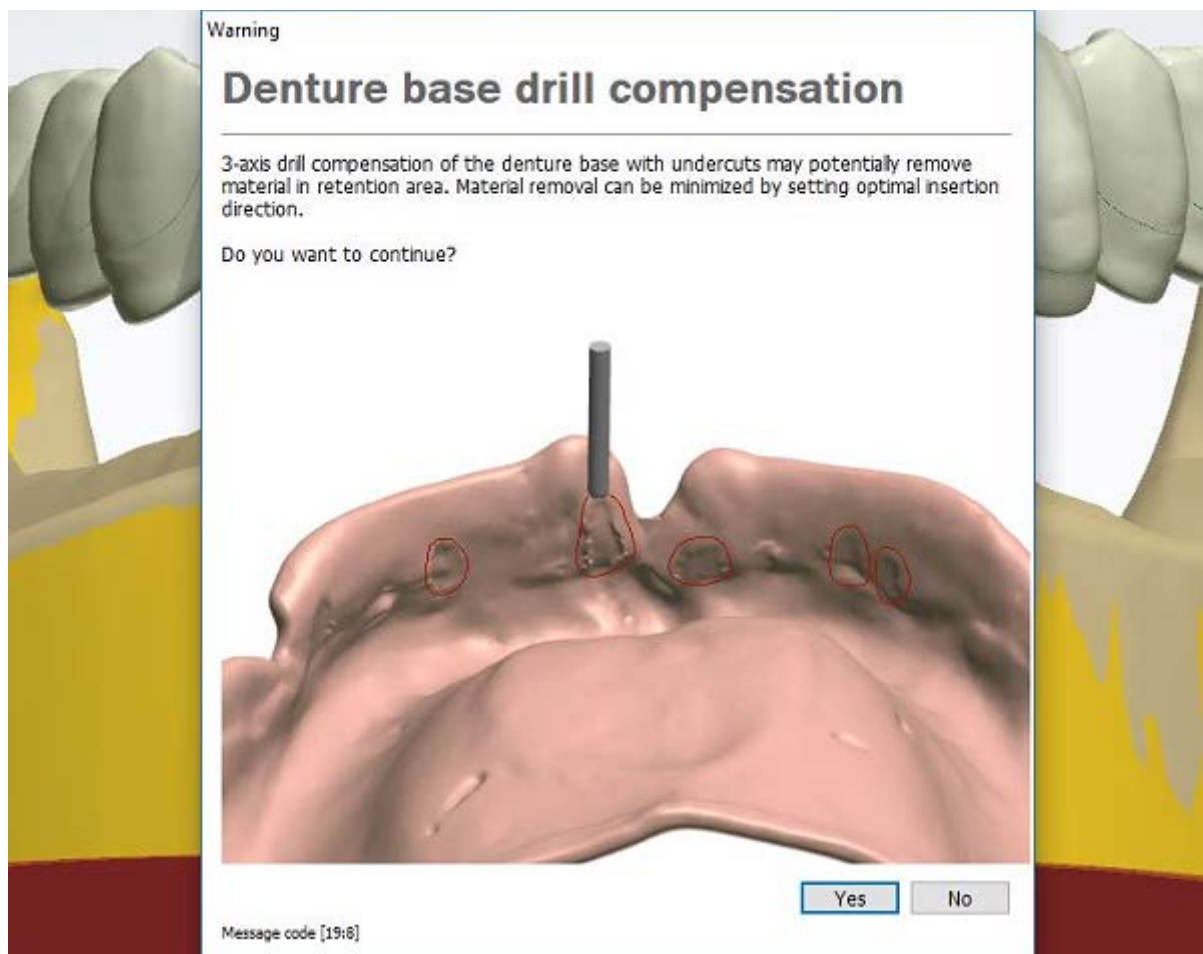 Warning
Denture base drill compensation
3-axis drill compensation of the denture base with undercuts may potentially remove
material in retention area. Material removal can be minimized by setting optimal insertion
direction.
Do you want to continue?
Yes No
Message code [19:8]